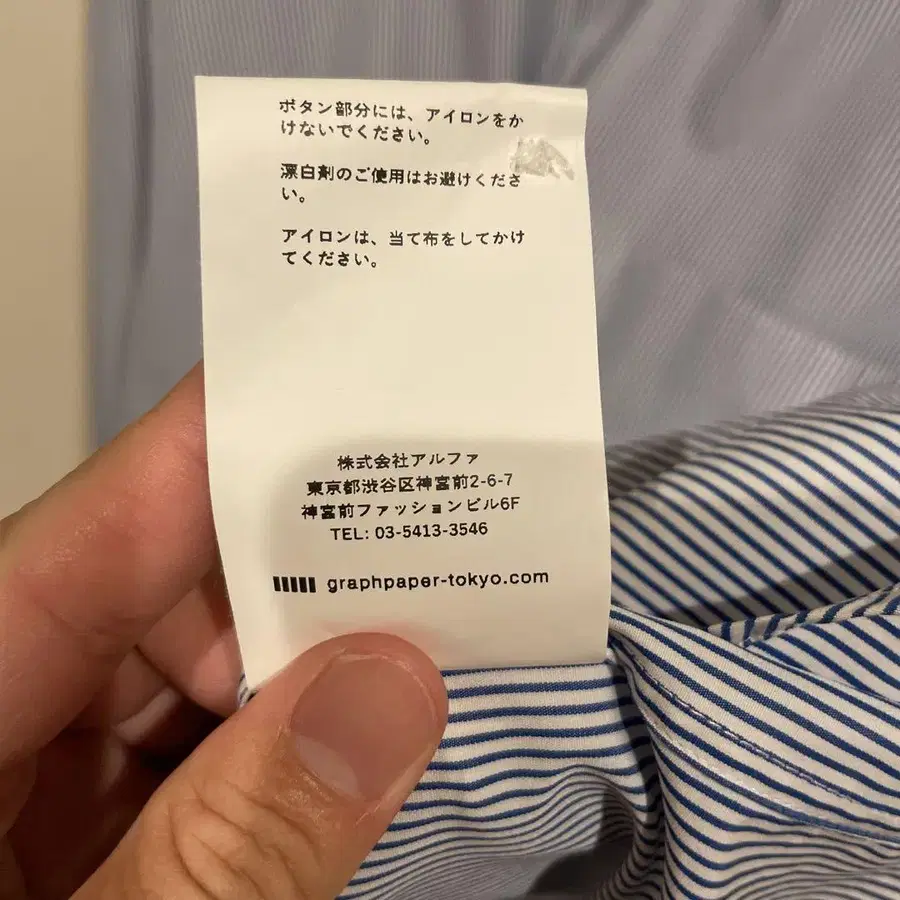 ボタン部分には、アイロンをか
けないでください。
漂白剤のご使用はお避けくださ
い。
アイロンは、当て布をしてかけ
てください。
株式会社アルファ
東京都渋谷区神宮前2-6-7
神宮前ファッションビル6F
TEL: 03-5413-3546
graphpaper-tokyo.com